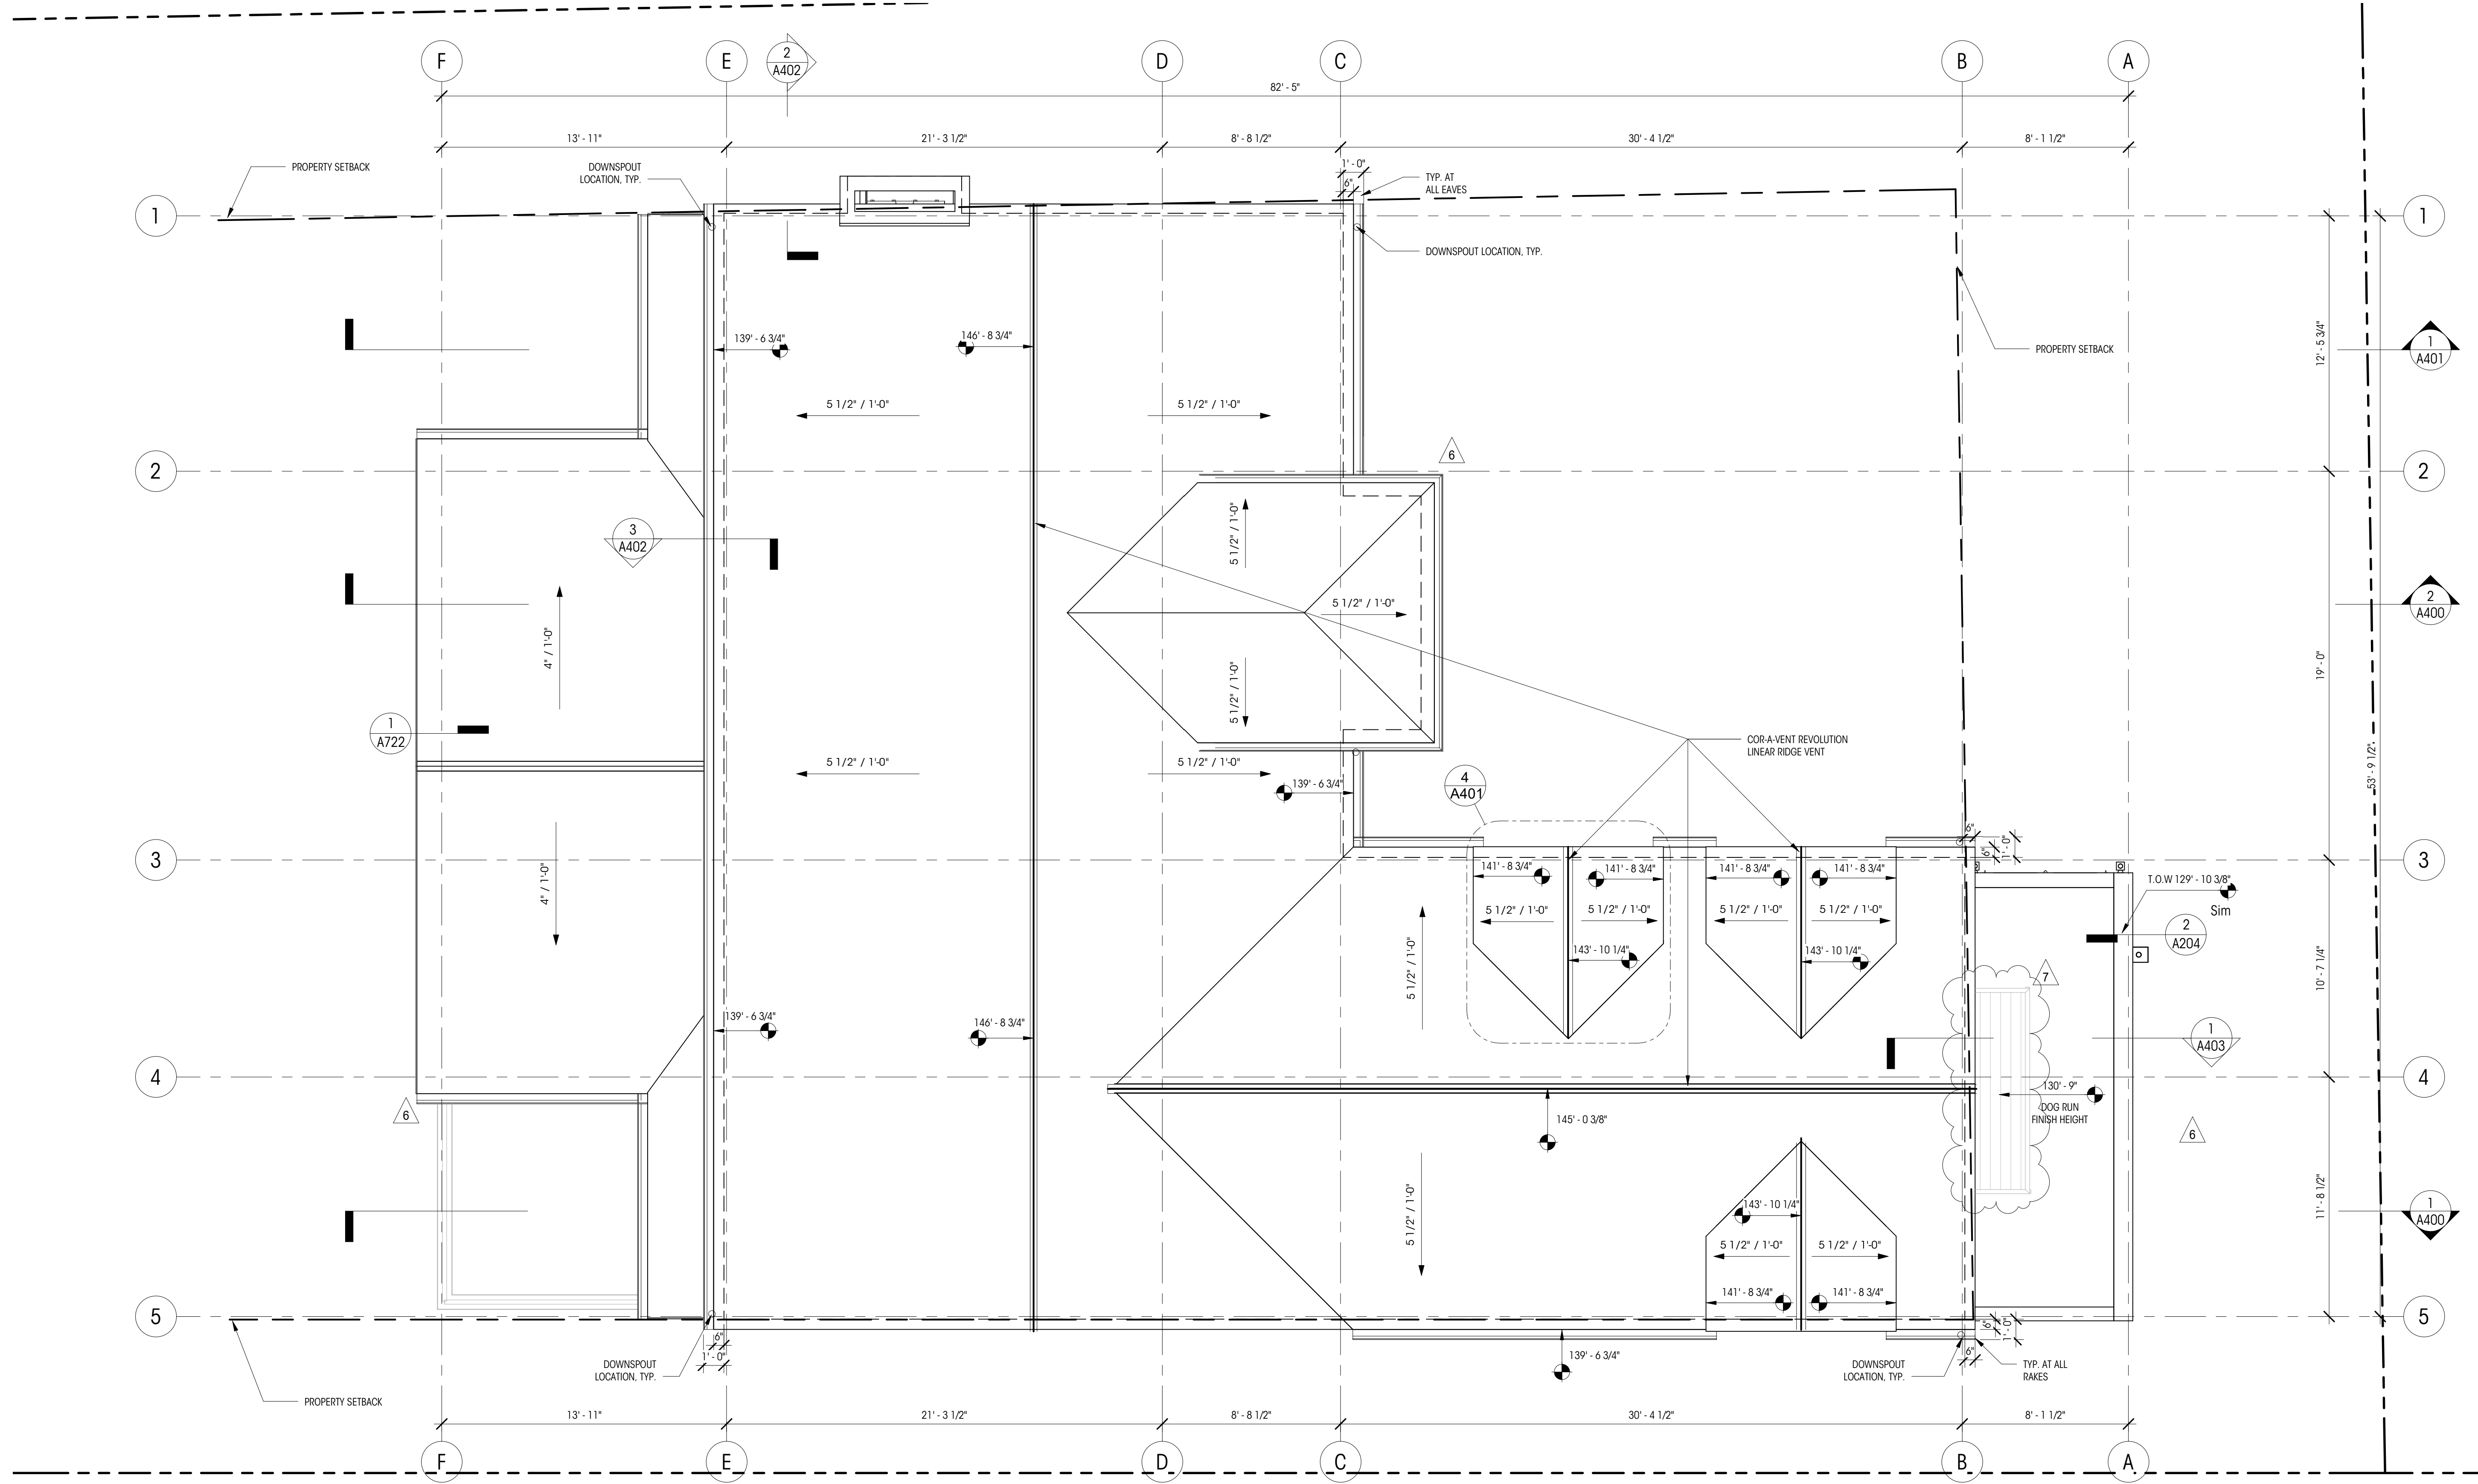 F
E
2
A402
D
C
B
A
82' - 5"
13' - 11"
21' - 3 1/2"
8' - 8 1/2"
30' - 4 1/2"
8' - 1 1/2"
PROPERTY SETBACK
DOWNSPOUT
LOCATION, TYP.
1' - 0"
6"
TYP. AT
ALL EAVES
1
1
DOWNSPOUT LOCATION, TYP.
139' - 6 3/4"
146' - 8 3/4"
PROPERTY SETBACK
12' - 5 3/4"
1
A401
5 1/2" / 1'-0"
5 1/2" / 1'-0"
6
2
2
3
A402
5 1/2" / 1'-0"
5 1/2" / 1'-0"
5 1/2" / 1'-0"
2
A400
4" / 1'-0"
19' - 0"
1
A722
COR-A-VENT REVOLUTION
LINEAR RIDGE VENT
53' - 9 1/2"
5 1/2" / 1'-0"
5 1/2" / 1'-0"
139' - 6 3/4"
4
A401
6"
6"
1' - 0"
3
3
4" / 1'-0"
141' - 8 3/4"
141' - 8 3/4"
141' - 8 3/4"
141' - 8 3/4"
T.O.W 129' - 10 3/8"
Sim
5 1/2" / 1'-0"
5 1/2" / 1'-0"
5 1/2" / 1'-0"
5 1/2" / 1'-0"
2
A204
143' - 10 1/4"
143' - 10 1/4"
5 1/2" / 1'-0"
7
10' - 7 1/4"
139' - 6 3/4"
146' - 8 3/4"
1
A403
4
4
130' - 9"
DOG RUN
FINISH HEIGHT
6
145' - 0 3/8"
6
5 1/2" / 1'-0"
143' - 10 1/4"
11' - 8 1/2"
1
A400
5 1/2" / 1'-0"
5 1/2" / 1'-0"
141' - 8 3/4"
141' - 8 3/4"
5
5
6"
1' - 0"
6"
1' - 0"
6"
139' - 6 3/4"
DOWNSPOUT
LOCATION, TYP.
DOWNSPOUT
LOCATION, TYP.
TYP. AT ALL
RAKES
PROPERTY SETBACK
13' - 11"
21' - 3 1/2"
8' - 8 1/2"
30' - 4 1/2"
8' - 1 1/2"
F
E
D
C
B
A